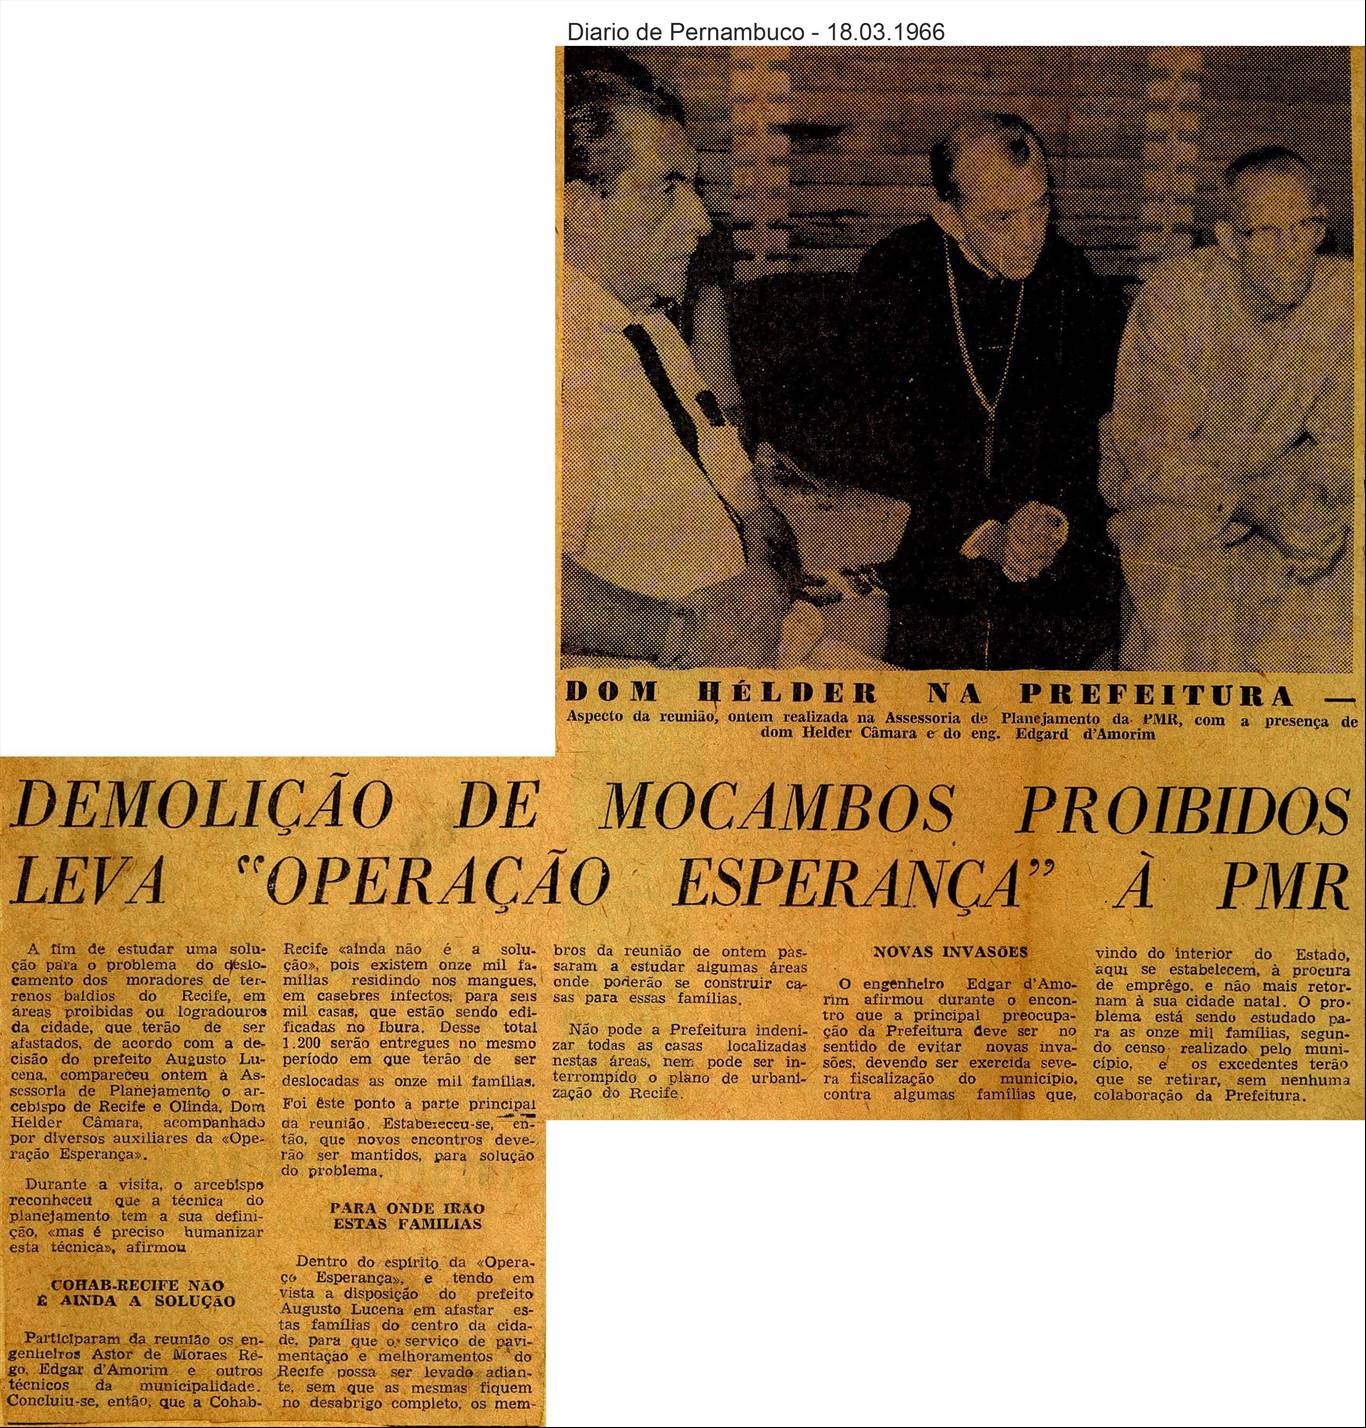 Diario de Pernambuco - 18.03.1966
DOM HÉLDER NA PREFEITURA —
Aspecto da reunião, ontem realizada na Assessoria de Planejamento da PMR, com a presença de
dom Helder Câmara e do eng. Edgard d'Amorim
DEMOLIÇÃO DE MOCAMBOS PROIBIDOS
LEVA “OPERAÇÃO ESPERANÇA” À PMR
A fim de estudar uma solu-
ção para o problema do deslo-
camento dos moradores de ter-
renos baldios do Recife, em
áreas proibidas ou logradouros
da cidade, que terão de ser
afastados, de acordo com a de-
cisão do prefeito Augusto Lu-
cena, compareceu ontem à As-
sessoria de Planejamento o ar-
cebispo de Recife e Olinda, Dom
Helder Câmara, acompanhado
por diversos auxiliares da «Ope-
ração Esperança».
Durante a visita, o arcebispo
reconheceu que a técnica do
planejamento tem a sua defini-
ção, «mas é preciso humanizar
esta técnica», afirmou
COHAB-RECIFE NÃO
É AINDA A SOLUÇÃO
Participaram da reunião os en-
genheiros Astor de Moraes Rê-
go, Edgar d'Amorim e outros
técnicos da municipalidade.
Concluiu-se, então, que a Cohab-
Recife «ainda não é a solu-
ção», pois existem onze mil fa-
mílias residindo nos mangues,
em casebres infectos, para seis
mil casas, que estão sendo edi-
ficadas no Ibura. Desse total
1.200 serão entregues no mesmo
período em que terão de ser
deslocadas as onze mil famílias.
Foi êste ponto a parte principal
da reunião. Estabeleceu-se, en-
tão, que novos encontros deve-
rão ser mantidos, para solução
do problema.
PARA ONDE IRÃO
ESTAS FAMILIAS
Dentro do espírito da «Opera-
ço Esperança», e tendo em
vista a disposição do prefeito
Augusto Lucena em afastar es-
tas famílias do centro da cida-
de, para que o serviço de pavi-
mentação e melhoramentos do
Recife possa ser levado adian-
te, sem que as mesmas fiquem
no desabrigo completo, os mem-
bros da reunião de ontem pas-
saram a estudar algumas áreas
onde poderão se construir ca-
sas para essas famílias.
Não pode a Prefeitura indeni-
zar todas as casas localizadas
nestas áreas, nem pode ser in-
terrompido o plano de urbani-
zação do Recife.
NOVAS INVASÕES
O engenheiro Edgar d'Amo-
rim afirmou durante o encon-
tro que a principal preocupa-
ção da Prefeitura deve ser no
sentido de evitar novas inva-
sões, devendo ser exercida seve-
ra fiscalização do município,
contra algumas famílias que,
vindo do interior do Estado,
aqui se estabelecem, à procura
de emprêgo, e não mais retor-
nam à sua cidade natal. O pro-
blema está sendo estudado pa-
ra as onze mil famílias, segun-
do censo realizado pelo muni-
cípio, e os excedentes terão
que se retirar, sem nenhuma
colaboração da Prefeitura.